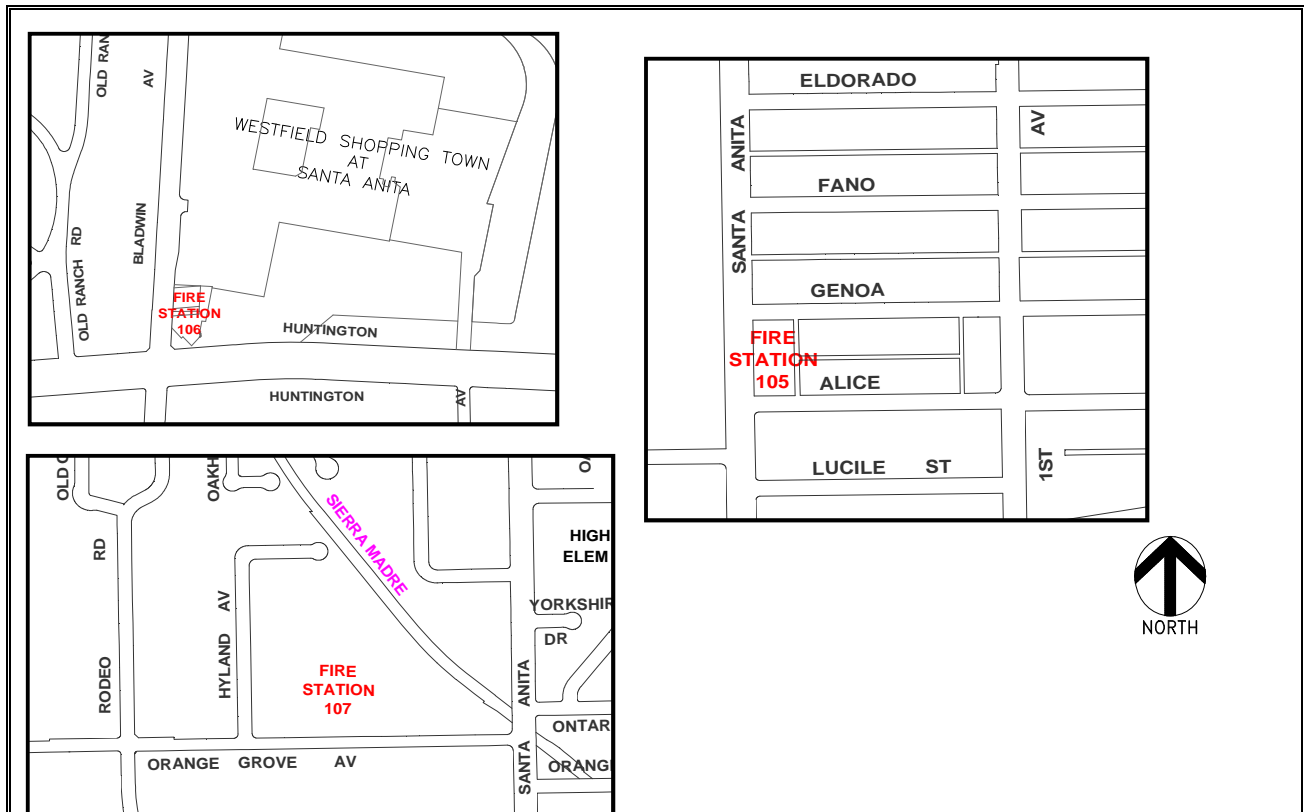 OLD RAN
AV
OLD RANCH RD
BLADWIN
WESTFIELD SHOPPING TOWN
AT
SANTA ANITA
FIRE
STATION
106
HUNTINGTON
HUNTINGTON
AV
ELDORADO
SANTA ANITA
AV
FANO
GENOA
FIRE
STATION
105
ALICE
LUCILE ST
1ST
OAKH
SIERRA MADRE
RODEO RD
HYLAND AV
HIGH
ELEM
YORKSHIR
DR
FIRE
STATION
107
SANTA ANITA
ONTAR
ORANGE GROVE AV
ORANG
NORTH